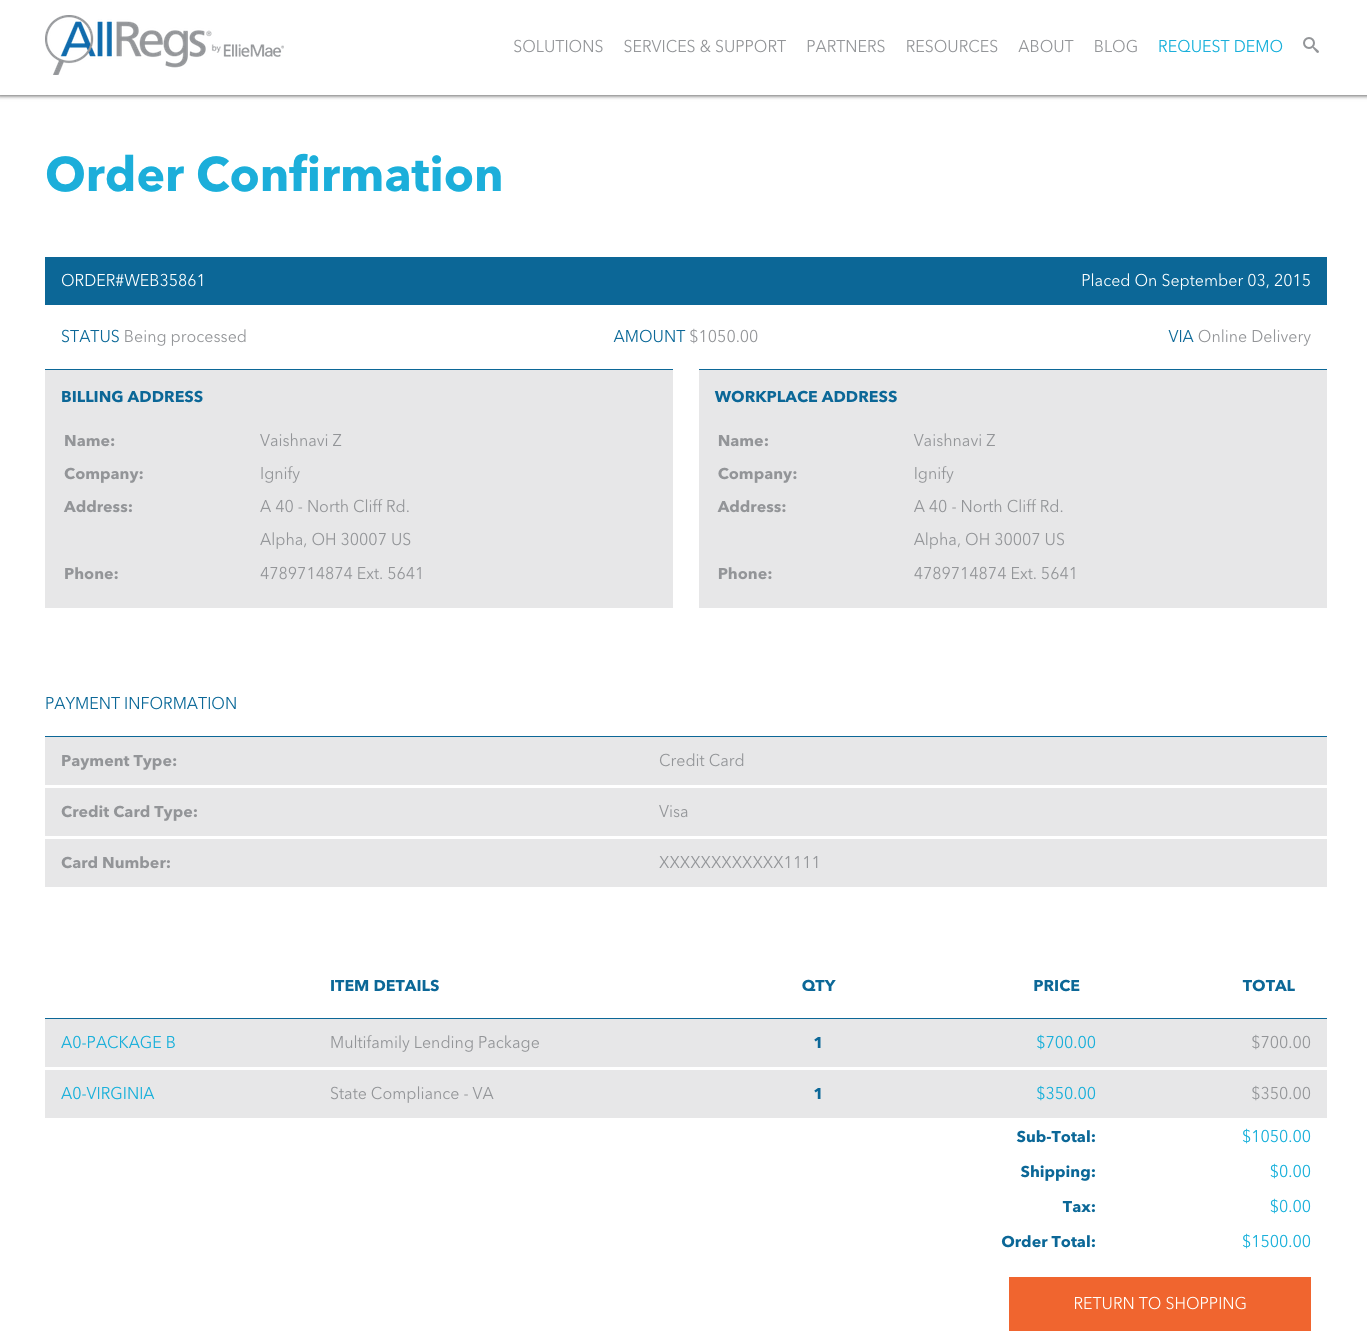 AllRegs® by EllieMae®
SOLUTIONS SERVICES & SUPPORT PARTNERS RESOURCES ABOUT BLOG REQUEST DEMO
Order Confirmation
ORDER#WEB35861 Placed On September 03, 2015
STATUS Being processed AMOUNT $1050.00 VIA Online Delivery
BILLING ADDRESS
Name: Vaishnavi Z
Company: Ignify
Address: A 40 - North Cliff Rd.
Alpha, OH 30007 US
Phone: 4789714874 Ext. 5641
WORKPLACE ADDRESS
Name: Vaishnavi Z
Company: Ignify
Address: A 40 - North Cliff Rd.
Alpha, OH 30007 US
Phone: 4789714874 Ext. 5641
PAYMENT INFORMATION
Payment Type: Credit Card
Credit Card Type: Visa
Card Number: XXXXXXXXXXXX1111
ITEM DETAILS QTY PRICE TOTAL
A0-PACKAGE B Multifamily Lending Package 1 $700.00 $700.00
A0-VIRGINIA State Compliance - VA 1 $350.00 $350.00
Sub-Total: $1050.00
Shipping: $0.00
Tax: $0.00
Order Total: $1500.00
RETURN TO SHOPPING